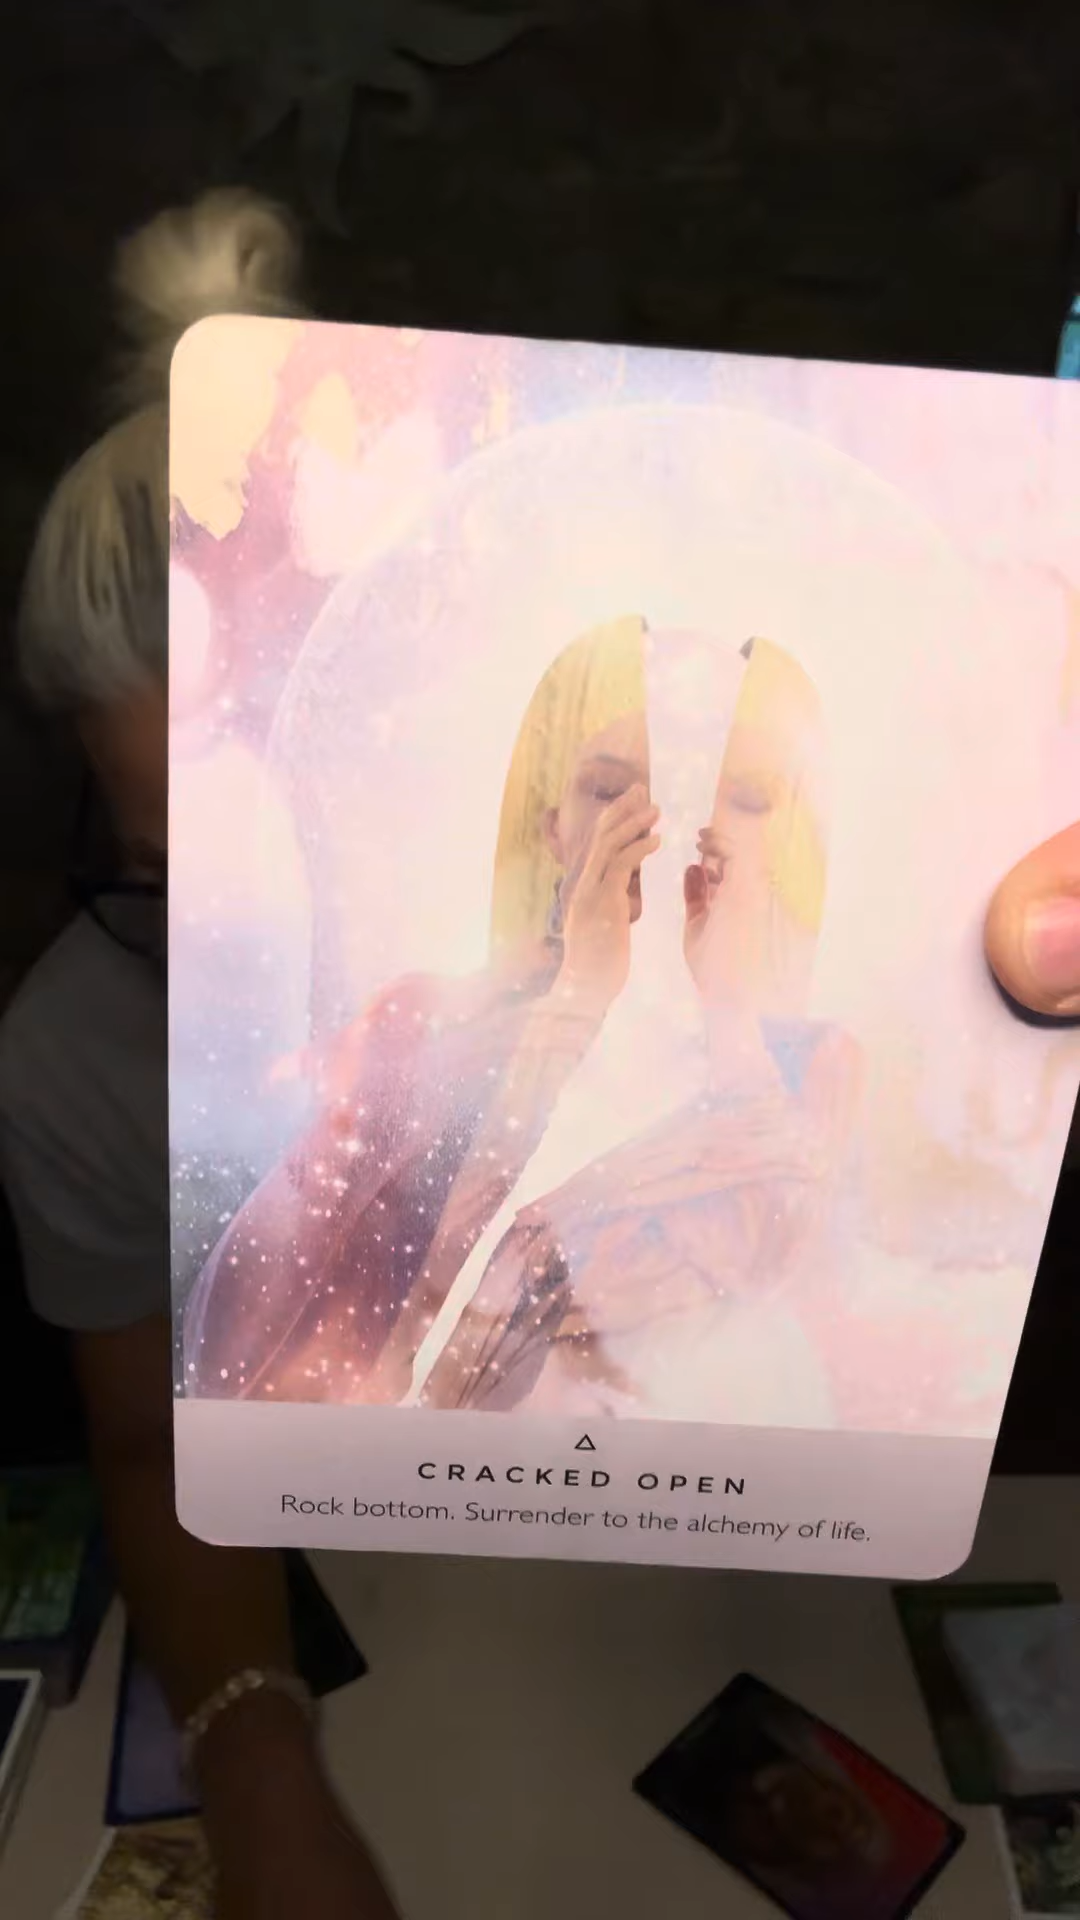 CRACKED OPEN
Rock bottom. Surrender to the alchemy of life.